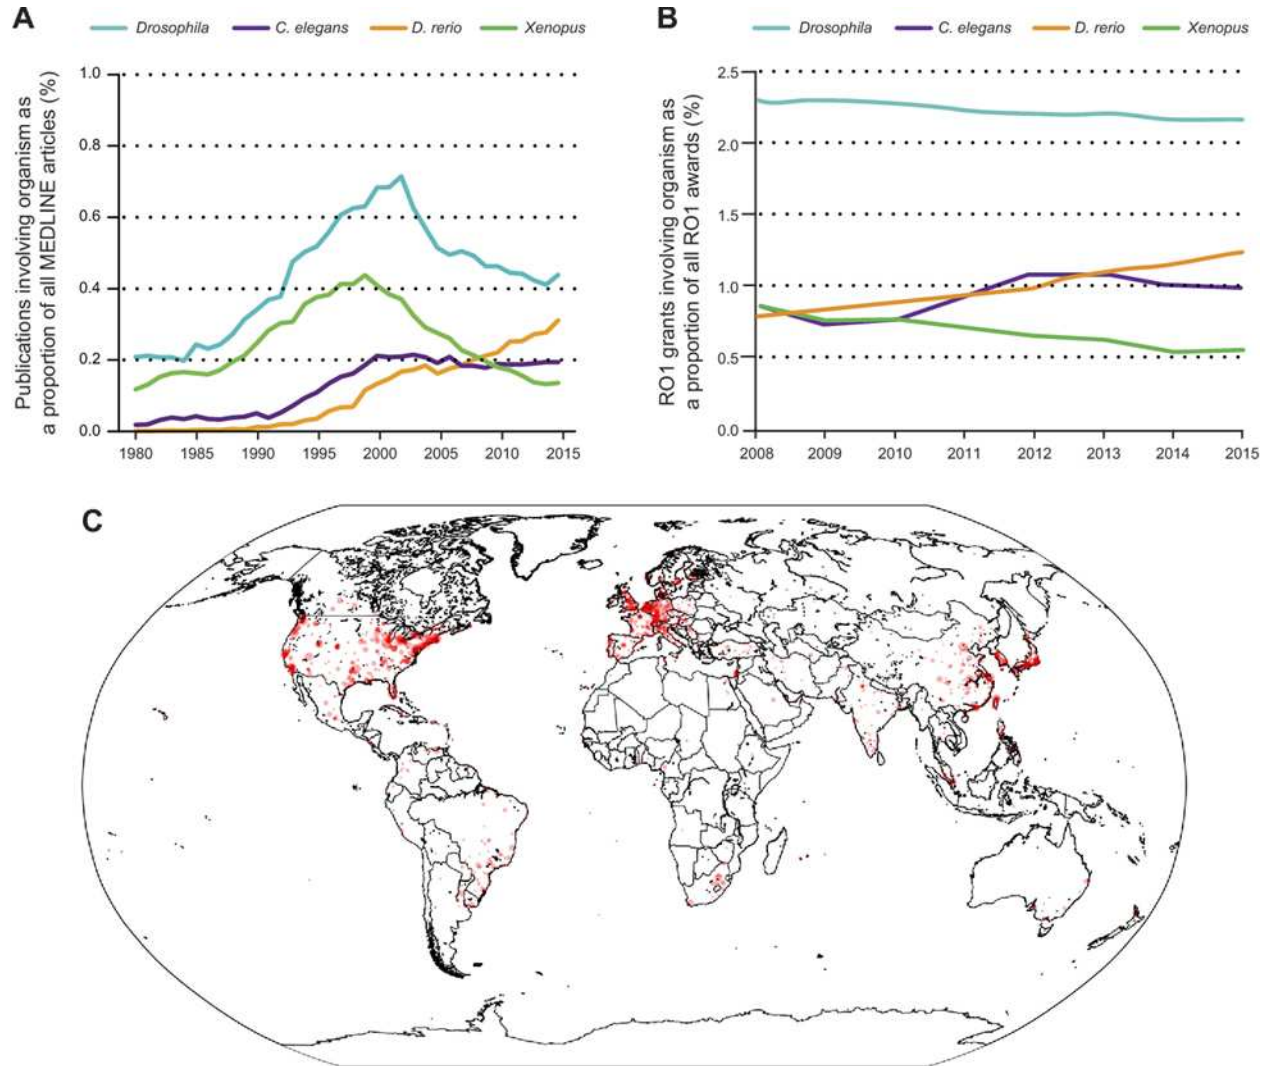 A
Drosophila C. elegans D. rerio Xenopus
Publications involving organism as
a proportion of all MEDLINE articles (%)
1.0
0.8
0.6
0.4
0.2
0.0
1980 1985 1990 1995 2000 2005 2010 2015
B
Drosophila C. elegans D. rerio Xenopus
RO1 grants involving organism as
a proportion of all RO1 awards (%)
2.5
2.0
1.5
1.0
0.5
0.0
2008 2009 2010 2011 2012 2013 2014 2015
C